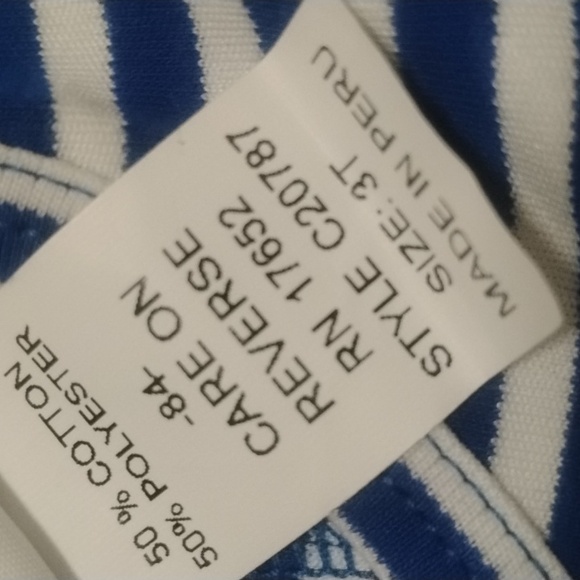 50 % COTTON
50% POLYESTER
-84-
CARE ON
REVERSE
RN 17652
STYLE C20787
SIZE: 3T
MADE IN PERU